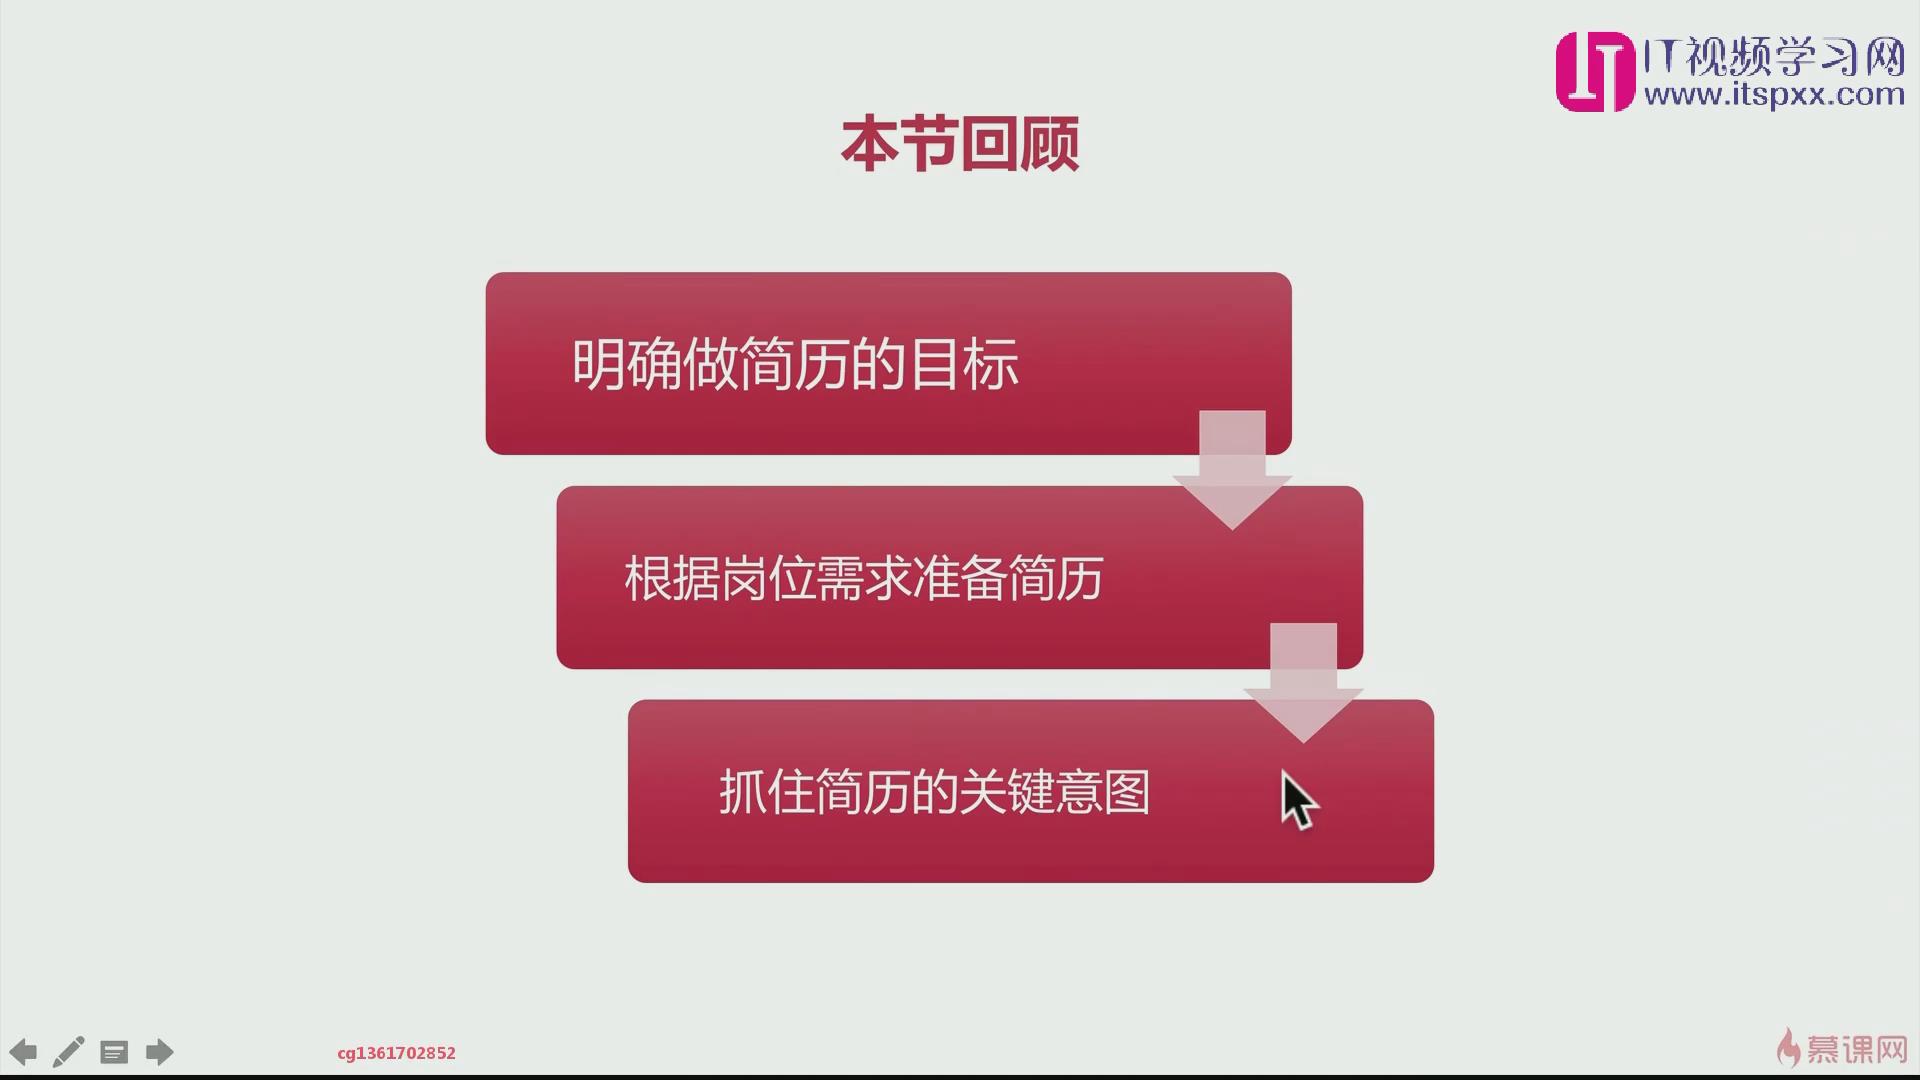 IT视频学习网
www.itspxx.com
本节回顾
明确做简历的目标
根据岗位需求准备简历
抓住简历的关键意图
cg1361702852
慕课网